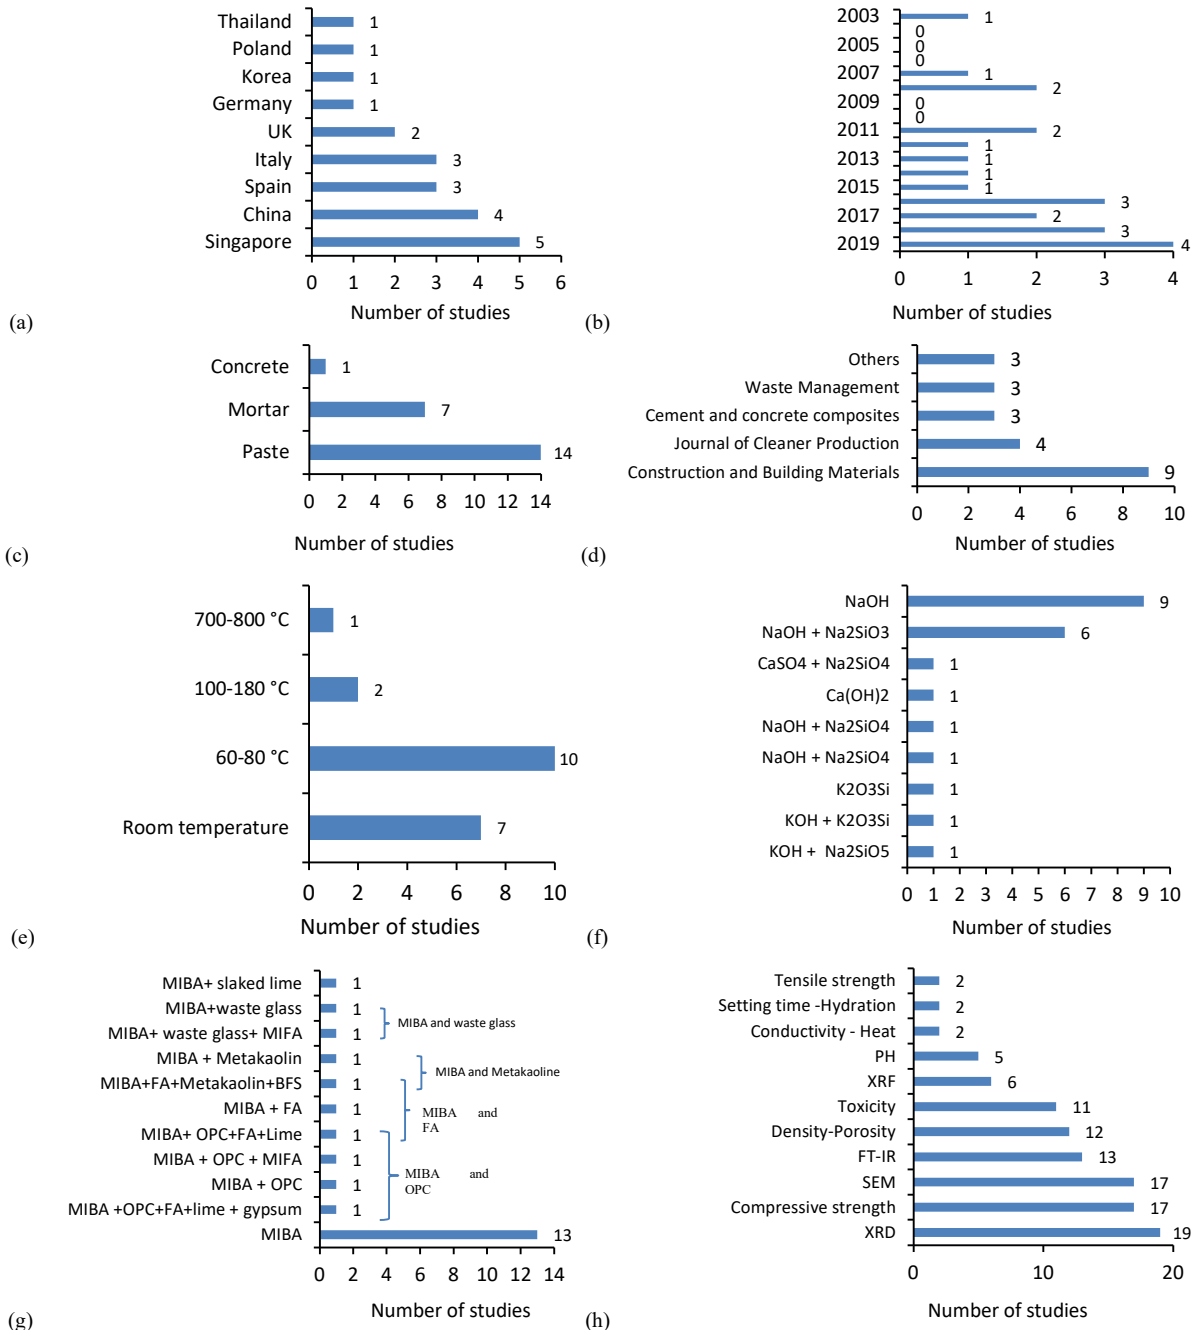 Thailand 1
Poland 1
Korea 1
Germany 1
UK 2
Italy 3
Spain 3
China 4
Singapore 5
0 1 2 3 4 5 6
Number of studies
(a)
2003 1
0
2005 0
0
2007 1
2
2009 0
0
2011 2
1
2013 1
1
2015 1
3
2017 2
3
2019 4
0 1 2 3 4
Number of studies
(b)
Concrete 1
Mortar 7
Paste 14
0 2 4 6 8 10 12 14
Number of studies
(c)
Others 3
Waste Management 3
Cement and concrete composites 3
Journal of Cleaner Production 4
Construction and Building Materials 9
0 2 4 6 8 10
Number of studies
(d)
700-800 °C 1
100-180 °C 2
60-80 °C 10
Room temperature 7
0 2 4 6 8 10
Number of studies
(e)
NaOH 9
NaOH + Na2SiO3 6
CaSO4 + Na2SiO4 1
Ca(OH)2 1
NaOH + Na2SiO4 1
NaOH + Na2SiO4 1
K2O3Si 1
KOH + K2O3Si 1
KOH + Na2SiO5 1
0 1 2 3 4 5 6 7 8 9 10
Number of studies
(f)
MIBA+ slaked lime 1
MIBA+waste glass 1
MIBA and waste glass
MIBA+ waste glass+ MIFA 1
MIBA + Metakaolin 1
MIBA and Metakaoline
MIBA+FA+Metakaolin+BFS 1
MIBA + FA 1
MIBA and
FA
MIBA+ OPC+FA+Lime 1
MIBA + OPC + MIFA 1
MIBA and
OPC
MIBA + OPC 1
MIBA +OPC+FA+lime + gypsum 1
MIBA 13
0 2 4 6 8 10 12 14
Number of studies
(g)
Tensile strength 2
Setting time -Hydration 2
Conductivity - Heat 2
PH 5
XRF 6
Toxicity 11
Density-Porosity 12
FT-IR 13
SEM 17
Compressive strength 17
XRD 19
0 10 20
Number of studies
(h)